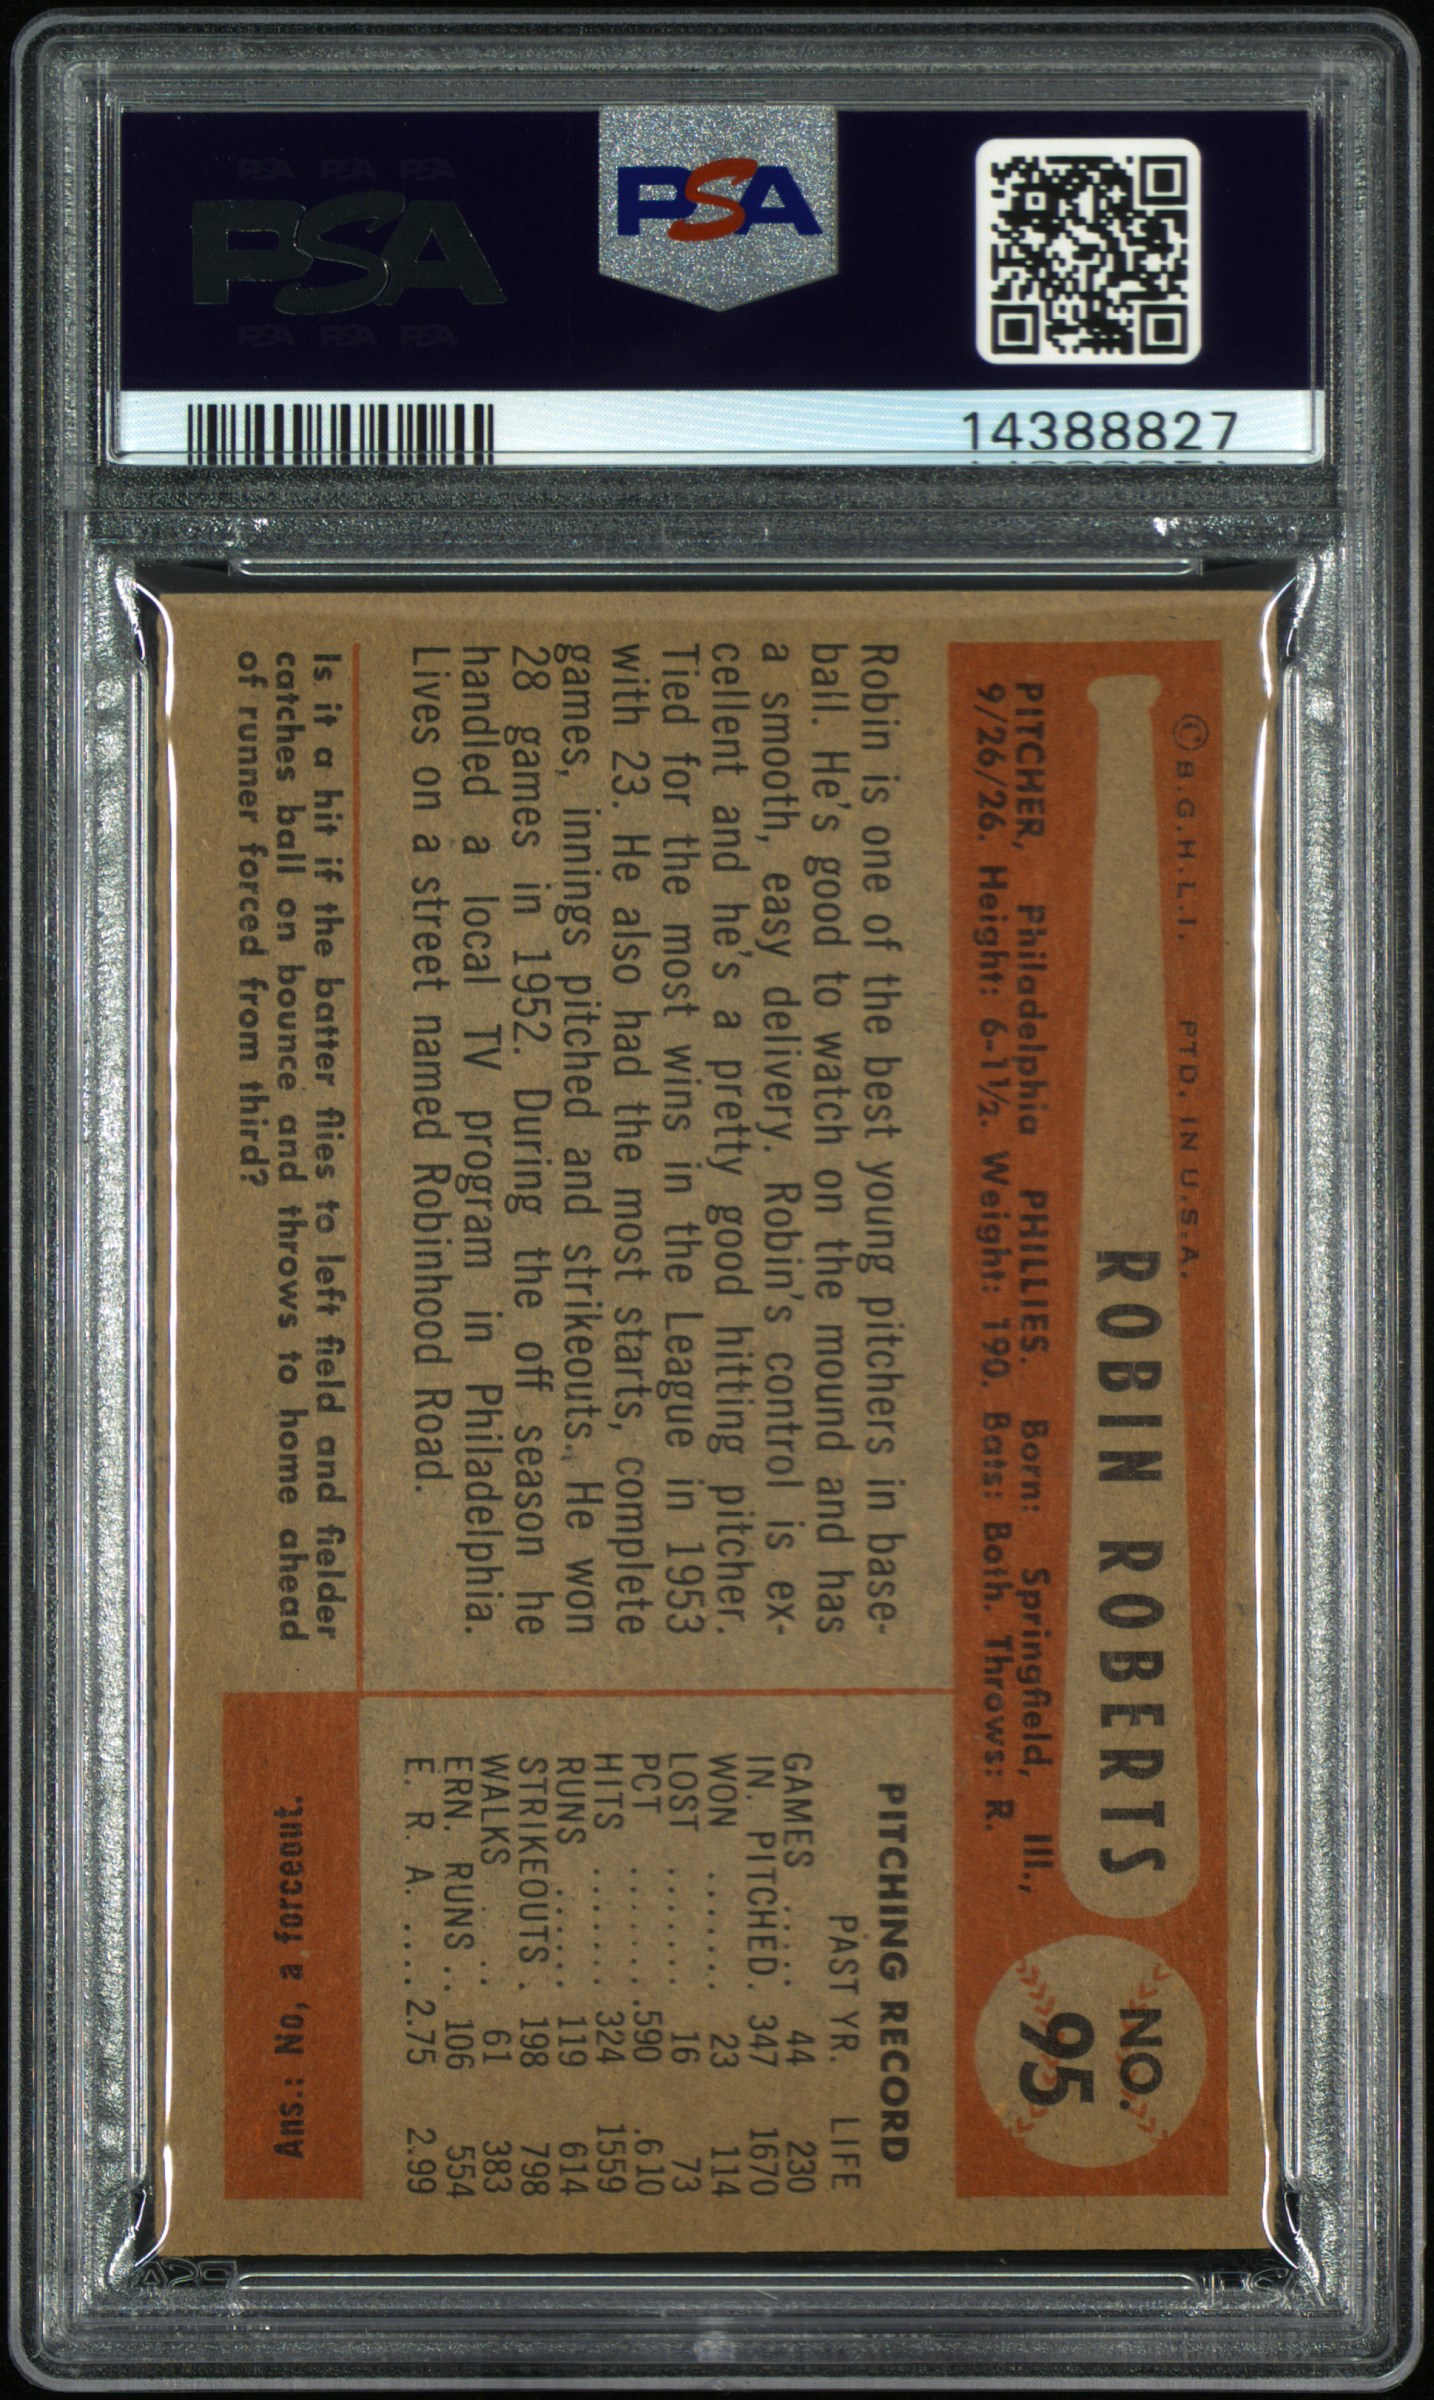 PSA PSA PSA
PSA
PSA PSA PSA
PSA
14388827
© B.G.H.L.I. PTD. IN U.S.A.
ROBIN ROBERTS
NO.
95
PITCHER, Philadelphia PHILLIES. Born: Springfield, Ill.,
9/26/26. Height: 6-1½. Weight: 190. Bats: Both. Throws: R.
Robin is one of the best young pitchers in base-
ball. He's good to watch on the mound and has
a smooth, easy delivery. Robin's control is ex-
cellent and he's a pretty good hitting pitcher.
Tied for the most wins in the League in 1953
with 23. He also had the most starts, complete
games, innings pitched and strikeouts. He won
28 games in 1952. During the off season he
handled a local TV program in Philadelphia.
Lives on a street named Robinhood Road.
PITCHING RECORD
PAST YR. LIFE
GAMES ..... 44 230
IN. PITCHED. 347 1670
WON ....... 23 114
LOST ...... 16 73
PCT .......590 .610
HITS ...... 324 1559
RUNS ...... 119 614
STRIKEOUTS. 198 798
WALKS .. 61 383
ERN. RUNS .. 106 554
E. R. A. ....2.75 2.99
Is it a hit if the batter flies to left field and fielder
catches ball on bounce and throws to home ahead
of runner forced from third?
Ans.: No, a forceout.